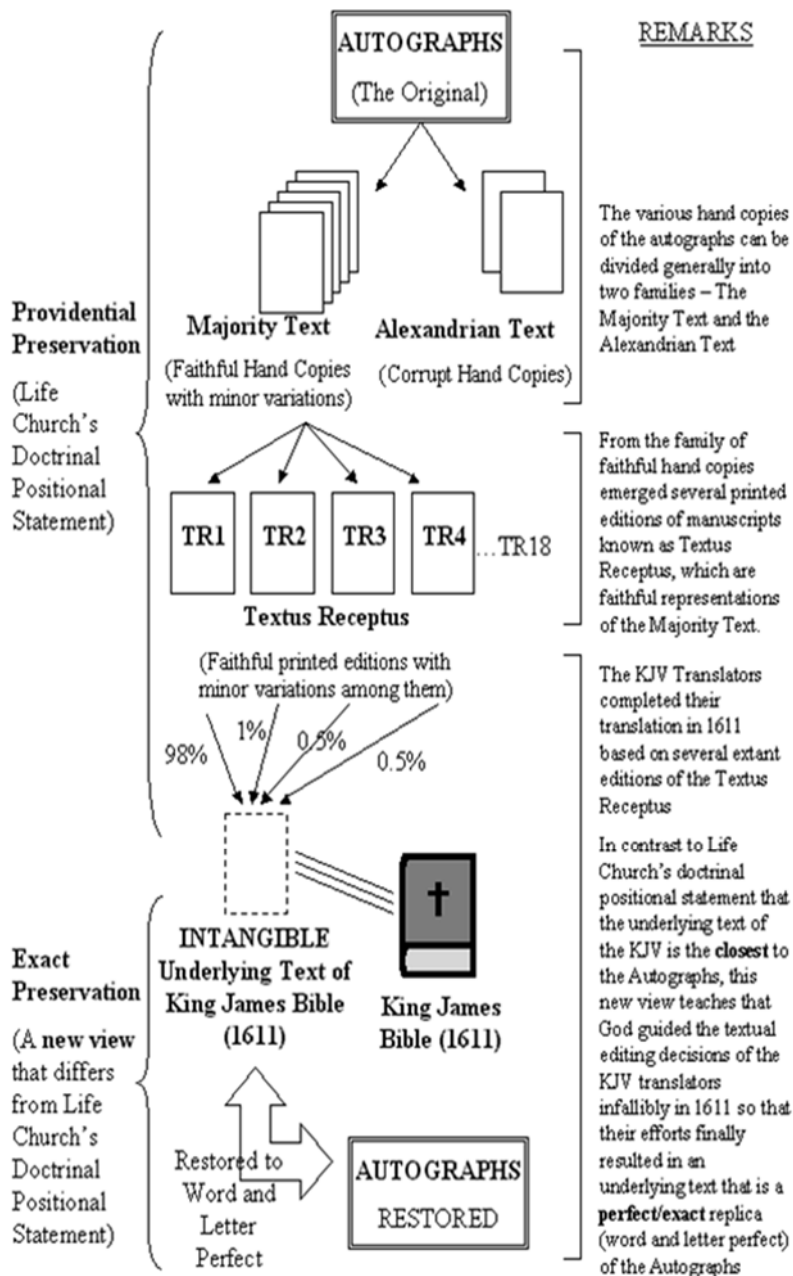 REMARKS
AUTOGRAPHS
(The Original)
The various hand copies
of the autographs can be
divided generally into
two families – The
Majority Text and the
Alexandrian Text
Providential
Preservation
(Life
Church's
Doctrinal
Positional
Statement)
Majority Text
(Faithful Hand Copies
with minor variations)
Alexandrian Text
(Corrupt Hand Copies)
From the family of
faithful hand copies
emerged several printed
editions of manuscripts
known as Textus
Receptus, which are
faithful representations
of the Majority Text.
TR1 TR2 TR3 TR4 ...TR18
Textus Receptus
(Faithful printed editions with
minor variations among them)
98% 1% 0.5% 0.5%
The KJV Translators
completed their
translation in 1611
based on several extant
editions of the Textus
Receptus
INTANGIBLE
Underlying Text of
King James Bible
(1611)
King James
Bible (1611)
In contrast to Life
Church's doctrinal
positional statement that
the underlying text of
the KJV is the closest to
the Autographs, this
new view teaches that
God guided the textual
editing decisions of the
KJV translators
infallibly in 1611 so that
their efforts finally
resulted in an
underlying text that is a
perfect/exact replica
(word and letter perfect)
of the Autographs
Exact
Preservation
(A new view
that differs
from Life
Church's
Doctrinal
Positional
Statement)
Restored to
Word and
Letter
Perfect
AUTOGRAPHS
RESTORED